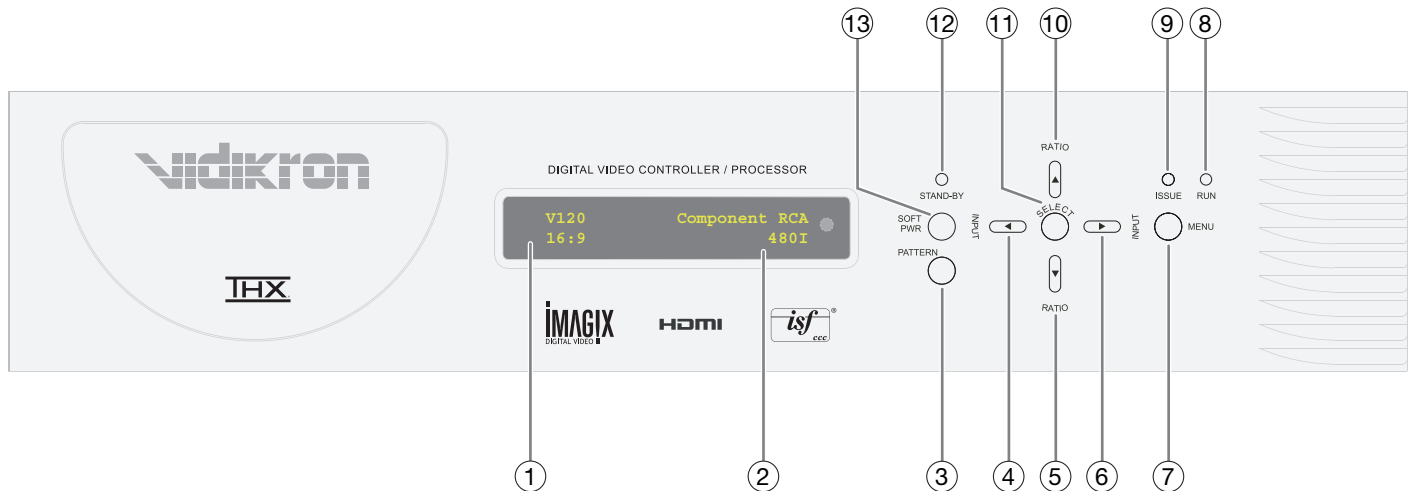 13
12
11
10
9
8
RATIO
VIDIKRON
DIGITAL VIDEO CONTROLLER / PROCESSOR
STAND-BY
ISSUE
RUN
SELECT
V120 Component RCA
16:9 480I
SOFT
PWR
INPUT
INPUT
MENU
PATTERN
THX
RATIO
IMAGIX
DIGITAL VIDEO
HDMI
isf®
ccc
1
2
3
4
5
6
7